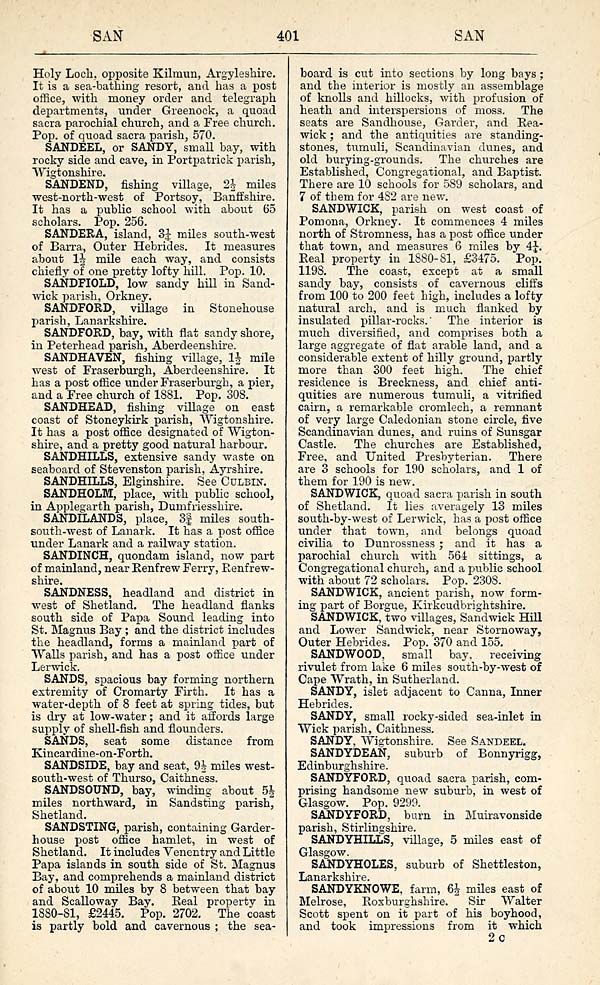 SAN 401 SAN
Holy Loch, opposite Kilmun, Argyleshire.
It is a sea-bathing resort, and has a post
office, with money order and telegraph
departments, under Greenock, a quoad
sacra parochial church, and a Free church.
Pop. of quoad sacra parish, 570.
SANDEEL, or SANDY, small bay, with
rocky side and cave, in Portpatrick parish,
Wigtonshire.
SANDEND, fishing village, 2½ miles
west-north-west of Portsoy, Banffshire.
It has a public school with about 65
scholars. Pop. 256.
SANDERA, island, 3¼ miles south-west
of Barra, Outer Hebrides. It measures
about 1½ mile each way, and consists
chiefly of one pretty lofty hill. Pop. 10.
SANDFIOLD, low sandy hill in Sand-
wick parish, Orkney.
SANDFORD, village in Stonehouse
parish, Lanarkshire.
SANDFORD, bay, with flat sandy shore,
in Peterhead parish, Aberdeenshire.
SANDHAVEN, fishing village, 1½ mile
west of Fraserburgh, Aberdeenshire. It
has a post office under Fraserburgh, a pier,
and a Free church of 1881. Pop. 308.
SANDHEAD, fishing village on east
coast of Stoneykirk parish, Wigtonshire.
It has a post office designated of Wigton-
shire, and a pretty good natural harbour.
SANDHILLS, extensive sandy waste on
seaboard of Stevenston parish, Ayrshire.
SANDHILLS, Elginshire. See CULBIN.
SANDHOLM, place, with public school,
in Applegarth parish, Dumfriesshire.
SANDILANDS, place, 3¾ miles south-
south-west of Lanark. It has a post office
under Lanark and a railway station.
SANDINCH, quondam island, now part
of mainland, near Renfrew Ferry, Renfrew-
shire.
SANDNESS, headland and district in
west of Shetland. The headland flanks
south side of Papa Sound leading into
St. Magnus Bay; and the district includes
the headland, forms a mainland part of
Walls parish, and has a post office under
Lerwick.
SANDS, spacious bay forming northern
extremity of Cromarty Firth. It has a
water-depth of 8 feet at spring tides, but
is dry at low-water; and it affords large
supply of shell-fish and flounders.
SANDS, seat some distance from
Kincardine-on-Forth.
SANDSIDE, bay and seat, 9½ miles west-
south-west of Thurso, Caithness.
SANDSOUND, bay, winding about 5½
miles northward, in Sandsting parish,
Shetland.
SANDSTING, parish, containing Garder-
house post office hamlet, in west of
Shetland. It includes Venentry and Little
Papa islands in south side of St. Magnus
Bay, and comprehends a mainland district
of about 10 miles by 8 between that bay
and Scalloway Bay. Real property in
1880-81, £2445. Pop. 2702. The coast
is partly bold and cavernous; the sea-
board is cut into sections by long bays;
and the interior is mostly an assemblage
of knolls and hillocks, with profusion of
heath and interspersions of moss. The
seats are Sandhouse, Garder, and Rea-
wick; and the antiquities are standing-
stones, tumuli, Scandinavian dunes, and
old burying-grounds. The churches are
Established, Congregational, and Baptist.
There are 10 schools for 589 scholars, and
7 of them for 482 are new.
SANDWICK, parish on west coast of
Pomona, Orkney. It commences 4 miles
north of Stromness, has a post office under
that town, and measures 6 miles by 4¼.
Real property in 1880-81, £3475. Pop.
1198. The coast, except at a small
sandy bay, consists of cavernous cliffs
from 100 to 200 feet high, includes a lofty
natural arch, and is much flanked by
insulated pillar-rocks. The interior is
much diversified, and comprises both a
large aggregate of flat arable land, and a
considerable extent of hilly ground, partly
more than 300 feet high. The chief
residence is Breckness, and chief anti-
quities are numerous tumuli, a vitrified
cairn, a remarkable cromlech, a remnant
of very large Caledonian stone circle, five
Scandinavian dunes, and ruins of Sunsgar
Castle. The churches are Established,
Free, and United Presbyterian. There
are 3 schools for 190 scholars, and 1 of
them for 190 is new.
SANDWICK, quoad sacra parish in south
of Shetland. It lies averagely 13 miles
south-by-west of Lerwick, has a post office
under that town, and belongs quoad
civilia to Dunrossness; and it has a
parochial church with 564 sittings, a
Congregational church, and a public school
with about 72 scholars. Pop. 2308.
SANDWICK, ancient parish, now form-
ing part of Borgue, Kirkcudbrightshire.
SANDWICK, two villages, Sandwick Hill
and Lower Sandwick, near Stornoway,
Outer Hebrides. Pop. 370 and 155.
SANDWOOD, small bay, receiving
rivulet from lake 6 miles south-by-west of
Cape Wrath, in Sutherland.
SANDY, islet adjacent to Canna, Inner
Hebrides.
SANDY, small rocky-sided sea-inlet in
Wick parish, Caithness.
SANDY, Wigtonshire. See SANDEEL.
SANDYDEAN, suburb of Bonnyrigg,
Edinburghshire.
SANDYFORD, quoad sacra parish, com-
prising handsome new suburb, in west of
Glasgow. Pop. 9299.
SANDYFORD, burn in Muiravonside
parish, Stirlingshire.
SANDYHILLS, village, 5 miles east of
Glasgow.
SANDYHOLES, suburb of Shettleston,
Lanarkshire.
SANDYKNOWE, farm, 6½ miles east of
Melrose, Roxburghshire. Sir Walter
Scott spent on it part of his boyhood,
and took impressions from it which
2 C